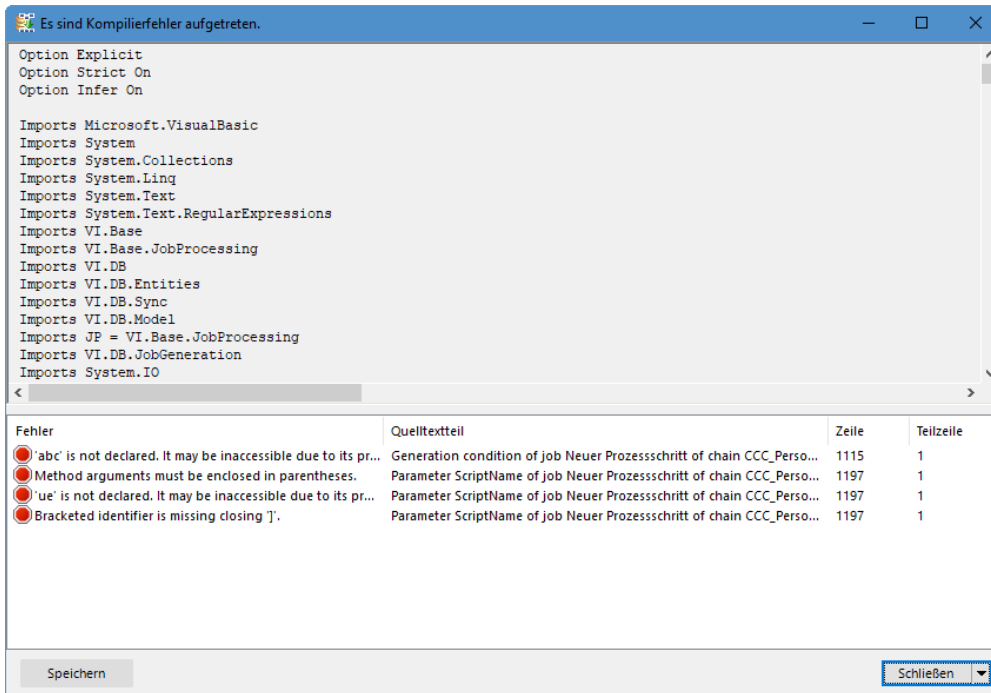 Es sind Kompilierfehler aufgetreten.
Option Explicit
Option Strict On
Option Infer On
Imports Microsoft.VisualBasic
Imports System
Imports System.Collections
Imports System.Linq
Imports System.Text
Imports System.Text.RegularExpressions
Imports VI.Base
Imports VI.Base.JobProcessing
Imports VI.DB
Imports VI.DB.Entities
Imports VI.DB.Sync
Imports VI.DB.Model
Imports JP = VI.Base.JobProcessing
Imports VI.DB.JobGeneration
Imports System.IO
Fehler Quelltextteil Zeile Teilzeile
'abc' is not declared. It may be inaccessible due to its pr... Generation condition of job Neuer Prozessschritt of chain CCC_Perso... 1115 1
Method arguments must be enclosed in parentheses. Parameter ScriptName of job Neuer Prozessschritt of chain CCC_Perso... 1197 1
'ue' is not declared. It may be inaccessible due to its pr... Parameter ScriptName of job Neuer Prozessschritt of chain CCC_Perso... 1197 1
Bracketed identifier is missing closing ']'. Parameter ScriptName of job Neuer Prozessschritt of chain CCC_Perso... 1197 1
Speichern Schließen